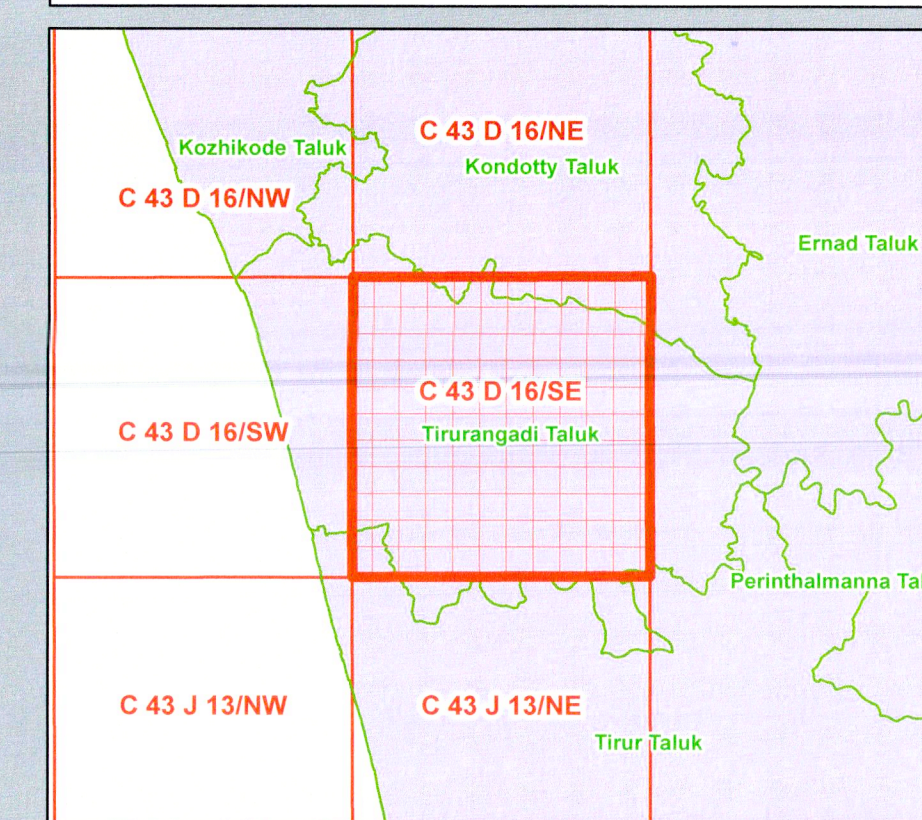 C 43 D 16/NE
Kozhikode Taluk
Kondotty Taluk
C 43 D 16/NW
Ernad Taluk
C 43 D 16/SE
C 43 D 16/SW
Tirurangadi Taluk
Perinthalmanna Tal
C 43 J 13/NW
C 43 J 13/NE
Tirur Taluk